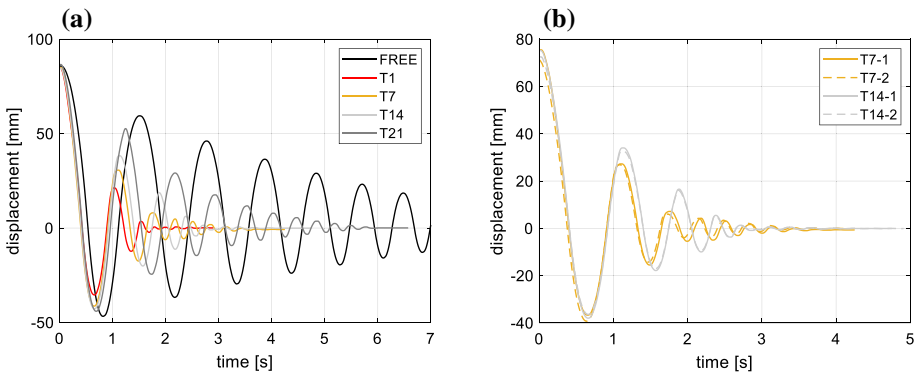 (a)
100
50
0
-50
displacement [mm]
0 1 2 3 4 5 6 7
time [s]
FREE
T1
T7
T14
T21
(b)
80
60
40
20
0
-20
-40
displacement [mm]
0 1 2 3 4 5
time [s]
T7-1
T7-2
T14-1
T14-2